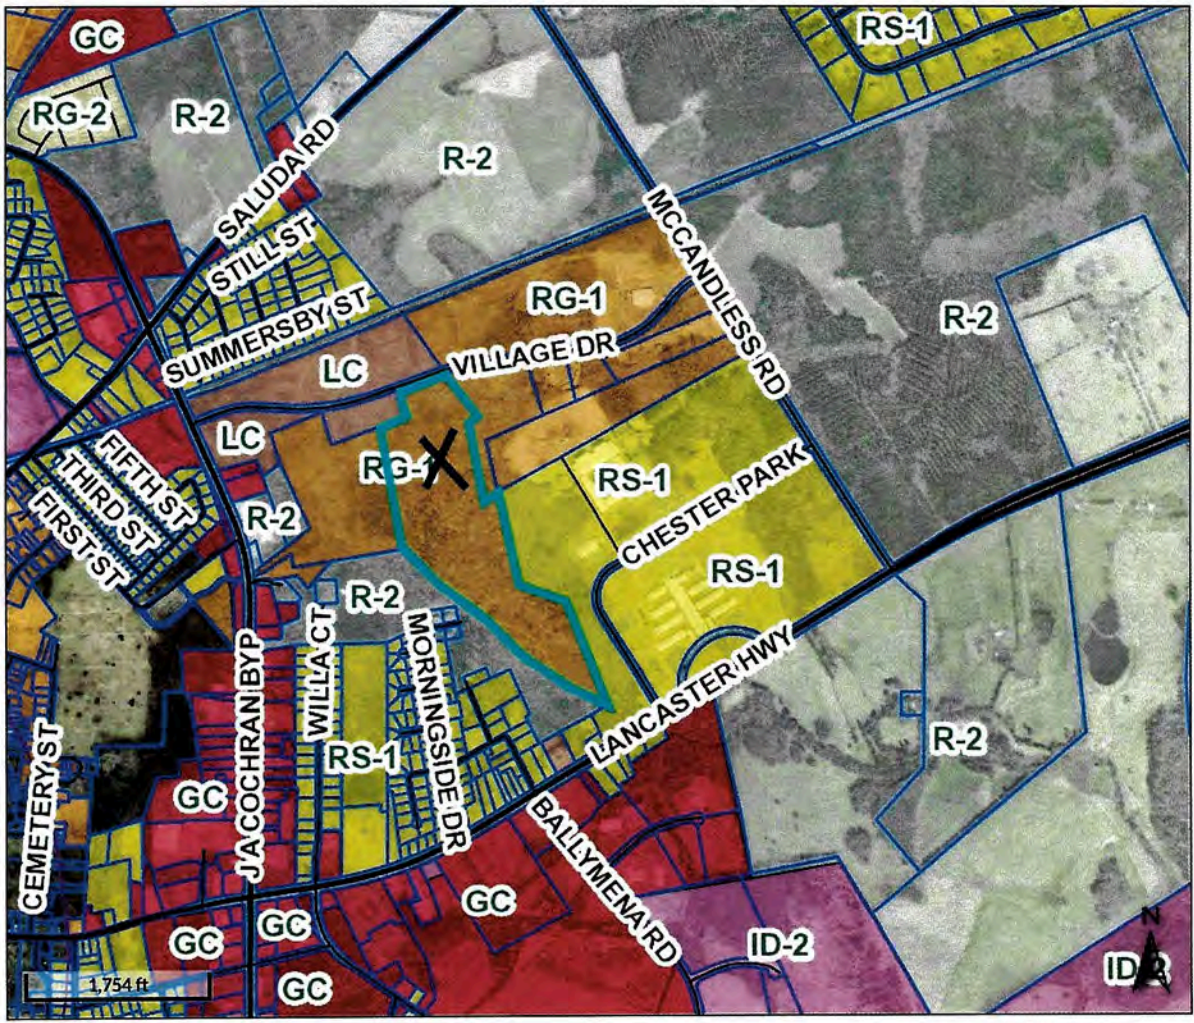 GC
RS-1
RG-2
R-2
SALUDA RD
R-2
STILL ST
MCCANDLESS RD
SUMMERSBY ST
RG-1
R-2
VILLAGE DR
LC
LC
FIFTH ST
THIRD ST
FIRST ST
RG-1
X
RS-1
CHESTER PARK
R-2
RS-1
R-2
WILLA CT
MORNINGSIDE DR
J A COCHRAN BYP
LANCASTER HWY
R-2
RS-1
CEMETERY ST
GC
BALLYMENA RD
GC
GC
GC
ID-2
N
1,754 ft
GC